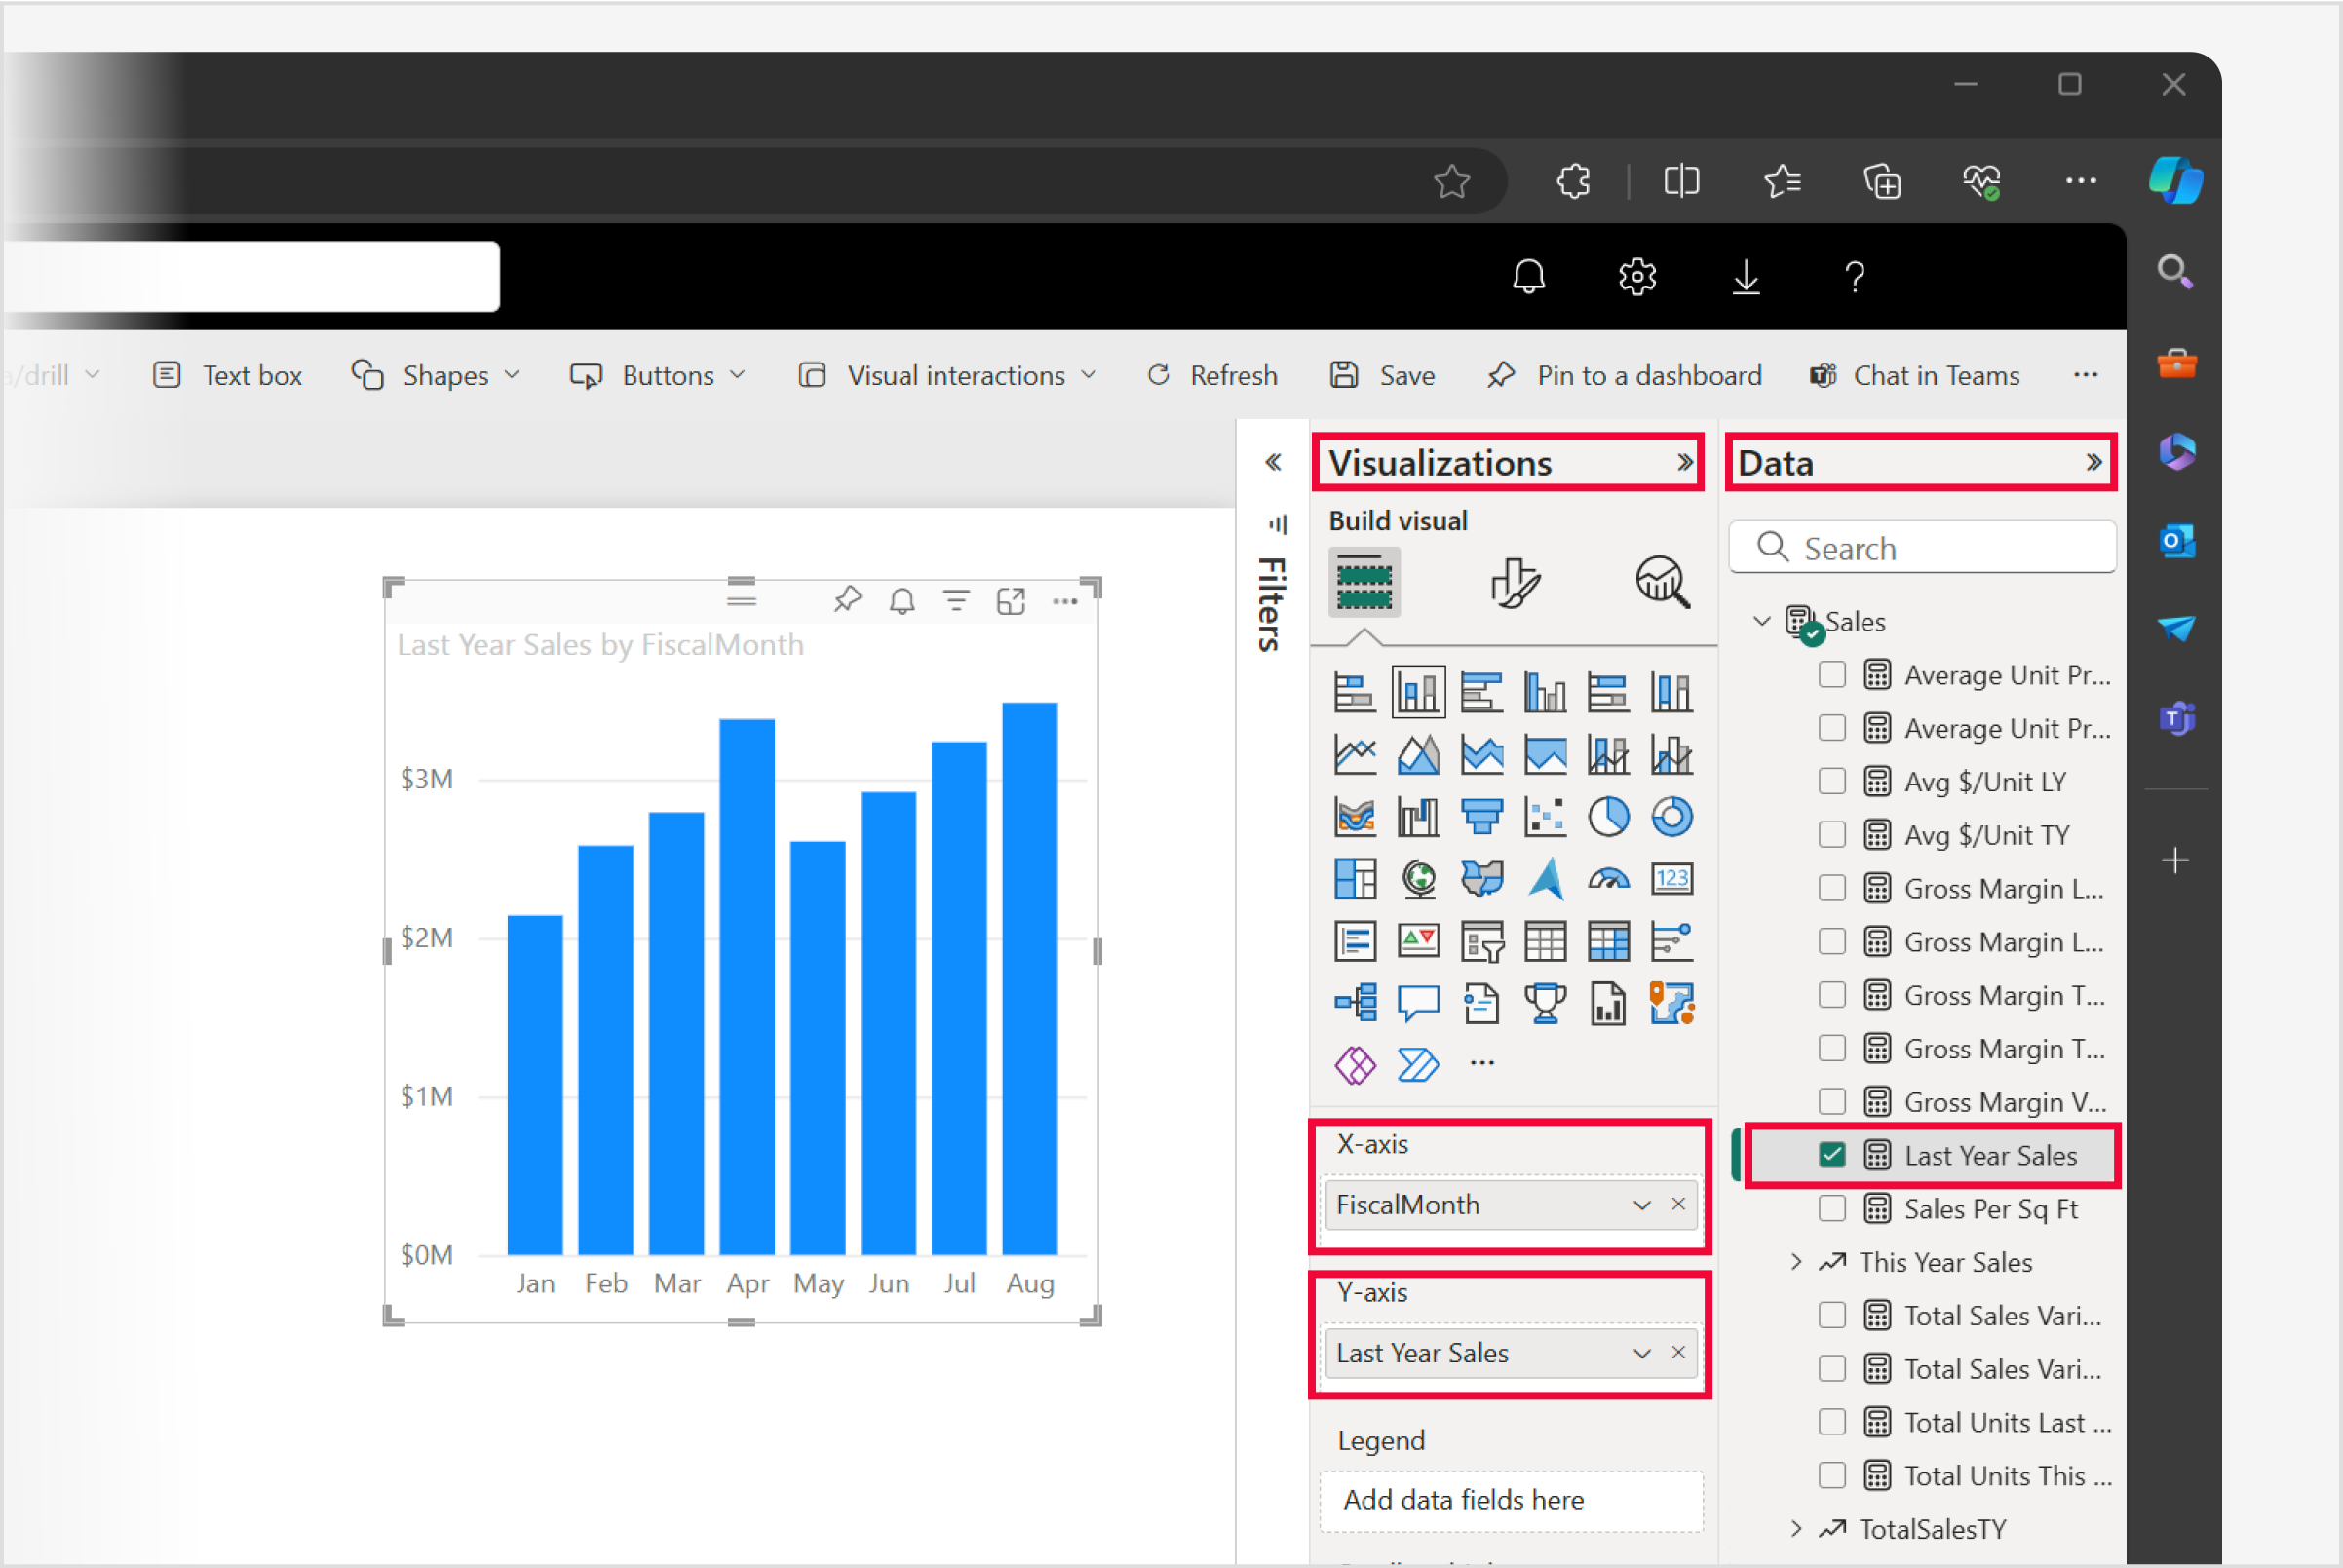 a/drill
Text box
Shapes
Buttons
Visual interactions
Refresh
Save
Pin to a dashboard
Chat in Teams
Last Year Sales by FiscalMonth
$3M
$2M
$1M
$0M
Jan Feb Mar Apr May Jun Jul Aug
Filters
Visualizations
Build visual
123
X-axis
FiscalMonth
Y-axis
Last Year Sales
Legend
Add data fields here
Data
Search
Sales
Average Unit Pr...
Average Unit Pr...
Avg $/Unit LY
Avg $/Unit TY
Gross Margin L...
Gross Margin L...
Gross Margin T...
Gross Margin T...
Gross Margin V...
Last Year Sales
Sales Per Sq Ft
This Year Sales
Total Sales Vari...
Total Sales Vari...
Total Units Last ...
Total Units This ...
TotalSalesTY